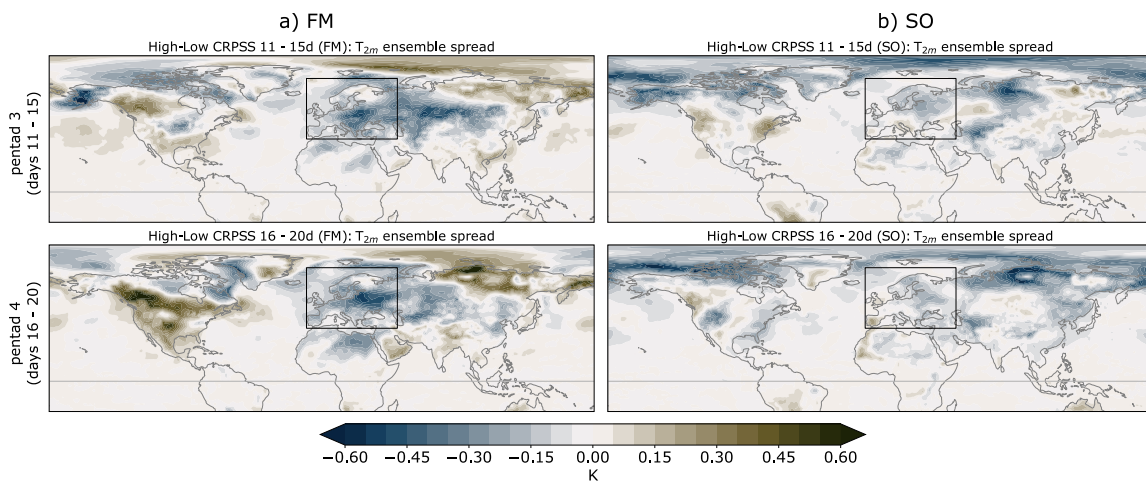 a) FM
b) SO
High-Low CRPSS 11 - 15d (FM): T2m ensemble spread
High-Low CRPSS 11 - 15d (SO): T2m ensemble spread
pentad 3
(days 11 - 15)
High-Low CRPSS 16 - 20d (FM): T2m ensemble spread
High-Low CRPSS 16 - 20d (SO): T2m ensemble spread
pentad 4
(days 16 - 20)
−0.60 −0.45 −0.30 −0.15 0.00 0.15 0.30 0.45 0.60
K